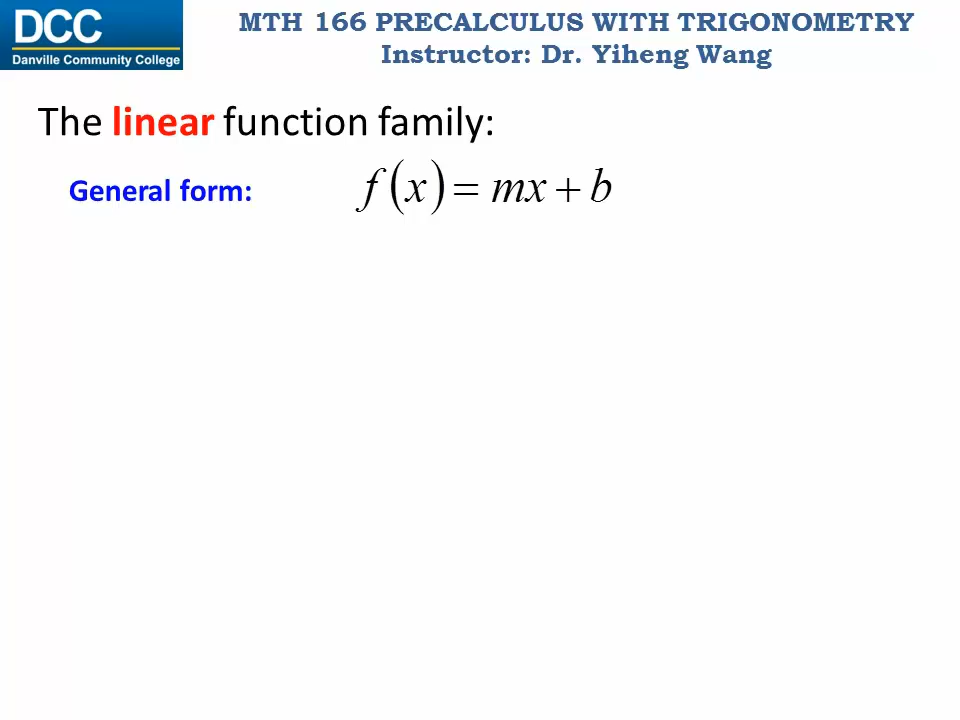 DCC
Danville Community College
MTH 166 PRECALCULUS WITH TRIGONOMETRY
Instructor: Dr. Yiheng Wang
The linear function family:
General form: f(x) = mx + b